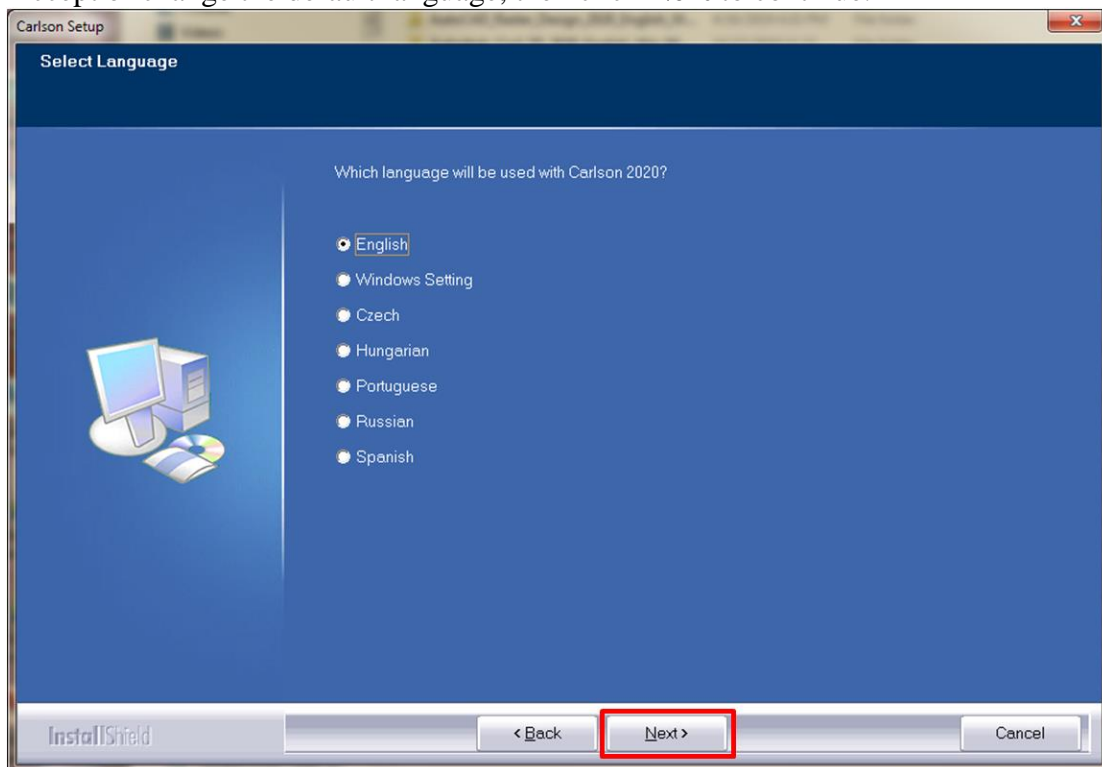 Carlson Setup
Select Language
Which language will be used with Carlson 2020?
English
Windows Setting
Czech
Hungarian
Portuguese
Russian
Spanish
InstallShield
< Back
Next >
Cancel